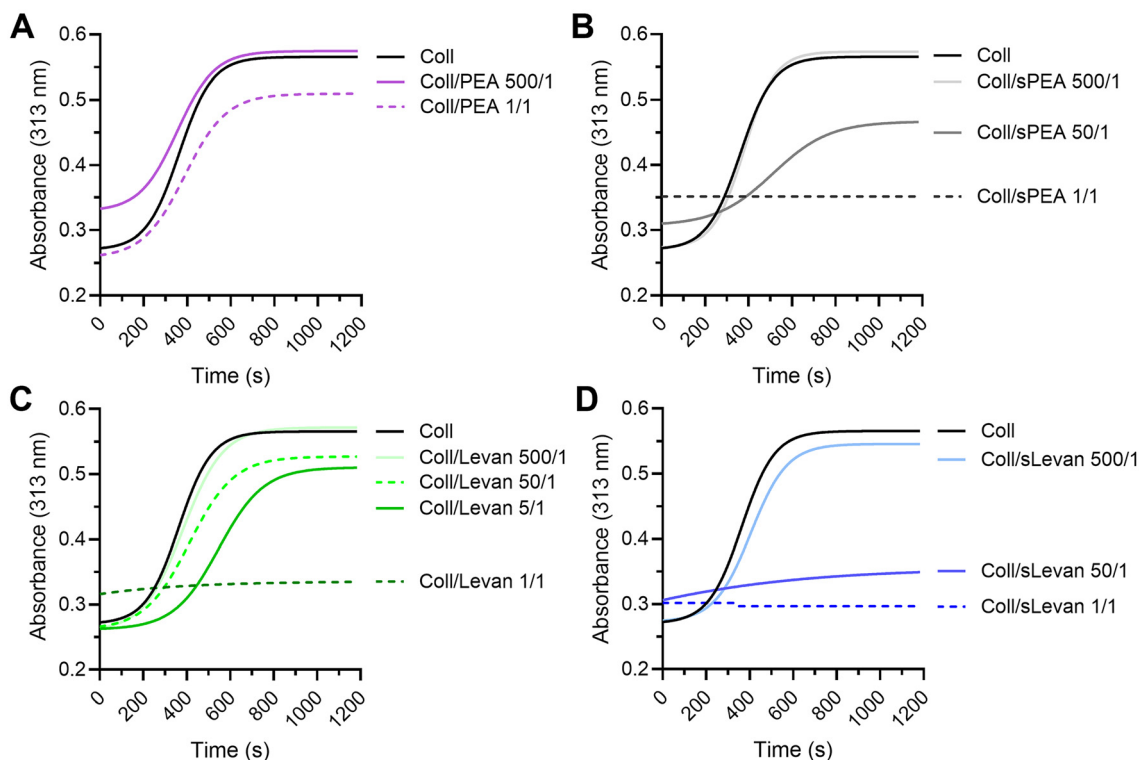 A
Absorbance (313 nm)
0.6
0.5
0.4
0.3
0.2
0 200 400 600 800 1000 1200
Time (s)
Coll
Coll/PEA 500/1
Coll/PEA 1/1
B
Absorbance (313 nm)
0.6
0.5
0.4
0.3
0.2
0 200 400 600 800 1000 1200
Time (s)
Coll
Coll/sPEA 500/1
Coll/sPEA 50/1
Coll/sPEA 1/1
C
Absorbance (313 nm)
0.6
0.5
0.4
0.3
0.2
0 200 400 600 800 1000 1200
Time (s)
Coll
Coll/Levan 500/1
Coll/Levan 50/1
Coll/Levan 5/1
Coll/Levan 1/1
D
Absorbance (313 nm)
0.6
0.5
0.4
0.3
0.2
0 200 400 600 800 1000 1200
Time (s)
Coll
Coll/sLevan 500/1
Coll/sLevan 50/1
Coll/sLevan 1/1